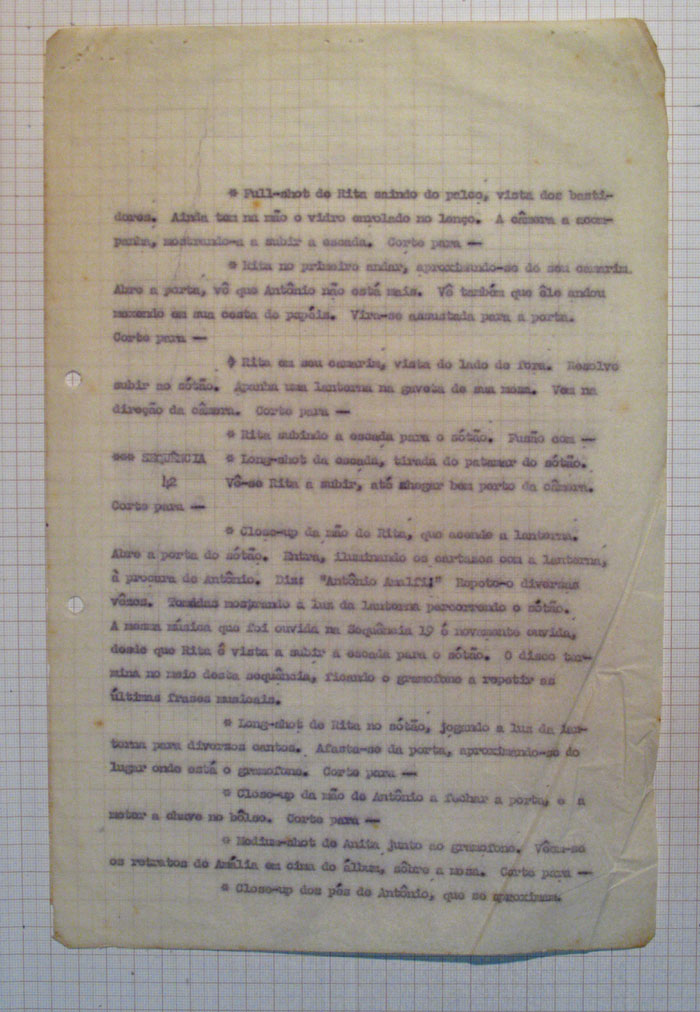 * Full-shot de Rita saindo do palco, vista dos basti-
dores. Ainda tem na mão o vidro enrolado no lenço. A câmera a acom-
panha, mostrando-a a subir a escada. Corte para —
* Rita no primeiro andar, aproximando-se de seu camarim.
Abre a porta, vê que Antônio não está mais. Vê também que êle andou
mexendo em sua cesta de papéis. Vira-se assustada para a porta.
Corte para —
* Rita em seu camarim, vista do lado de fora. Resolve
subir ao sótão. Apanha uma lanterna na gaveta de sua mesa. Vem na
direção da câmera. Corte para —
* Rita subindo a escada para o sótão. Fusão com —
*** SEQUÊNCIA * Long-shot da escada, tirada do patamar do sótão.
42 Vê-se Rita a subir, até chegar bem perto da câmera.
Corte para —
* Close-up da mão de Rita, que acende a lanterna.
Abre a porta do sótão. Entra, iluminando os cartazes com a lanterna,
à procura de Antônio. Diz: "Antônio Amalfi!" Repete-o diversas
vêzes. Tomadas mostrando a luz da lanterna percorrendo o sótão.
A mesma música que foi ouvida na Sequência 19 é novamente ouvida,
desde que Rita é vista a subir a escada para o sótão. O disco ter-
mina no meio desta sequência, ficando o gramofone a repetir as
últimas frases musicais.
* Long-shot de Rita no sótão, jogando a luz da lan-
terna para diversos cantos. Afasta-se da porta, aproximando-se do
lugar onde está o gramofone. Corte para —
* Close-up da mão de Antônio a fechar a porta, e a
meter a chave no bôlso. Corte para —
* Medium-shot de Anita junto ao gramofone. Vêem-se
os retratos de Amália em cima do álbum, sôbre a mesa. Corte para —
* Close-up dos pés de Antônio, que se aproximam.